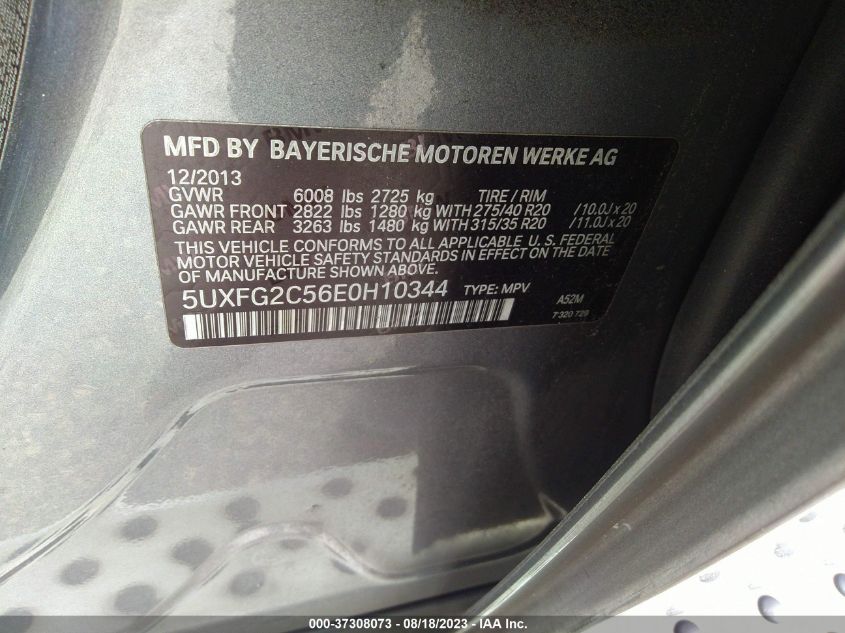 MFD BY BAYERISCHE MOTOREN WERKE AG
12/2013
GVWR 6008 lbs 2725 kg TIRE / RIM
GAWR FRONT 2822 lbs 1280 kg WITH 275/40 R20 /10.0J x 20
GAWR REAR 3263 lbs 1480 kg WITH 315/35 R20 /11.0J x 20
THIS VEHICLE CONFORMS TO ALL APPLICABLE U. S. FEDERAL
MOTOR VEHICLE SAFETY STANDARDS IN EFFECT ON THE DATE
OF MANUFACTURE SHOWN ABOVE.
5UXFG2C56E0H10344 TYPE: MPV A52M
7 320 729
000-37308073 - 08/18/2023 - IAA Inc.